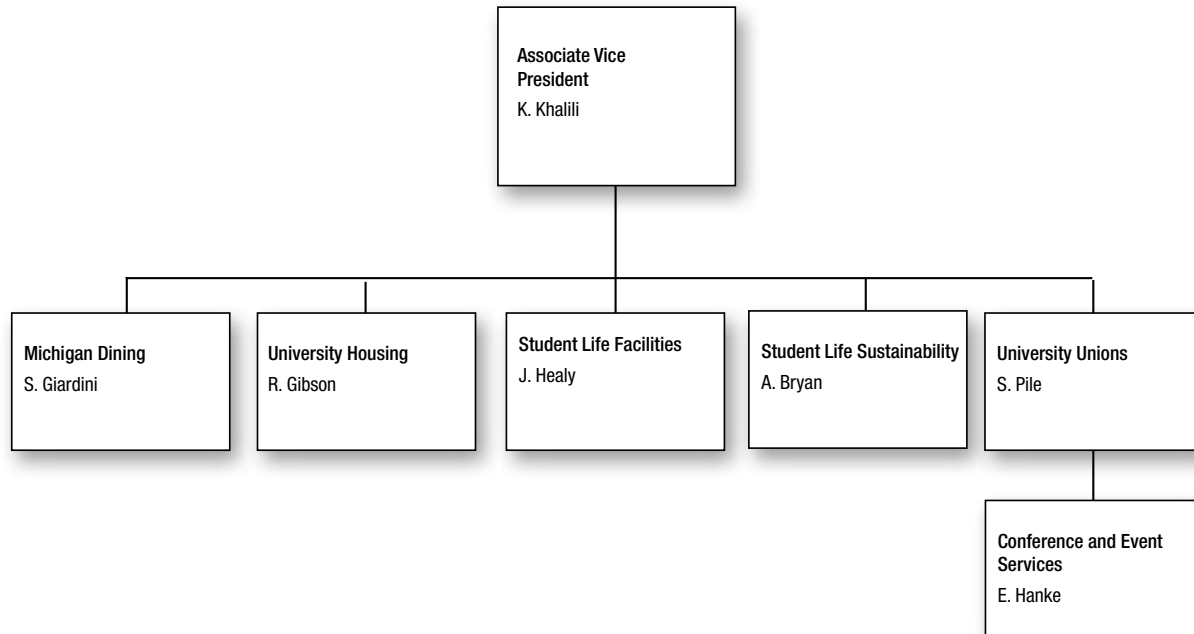 Associate Vice
President
K. Khalili
Michigan Dining
S. Giardini
University Housing
R. Gibson
Student Life Facilities
J. Healy
Student Life Sustainability
A. Bryan
University Unions
S. Pile
Conference and Event
Services
E. Hanke